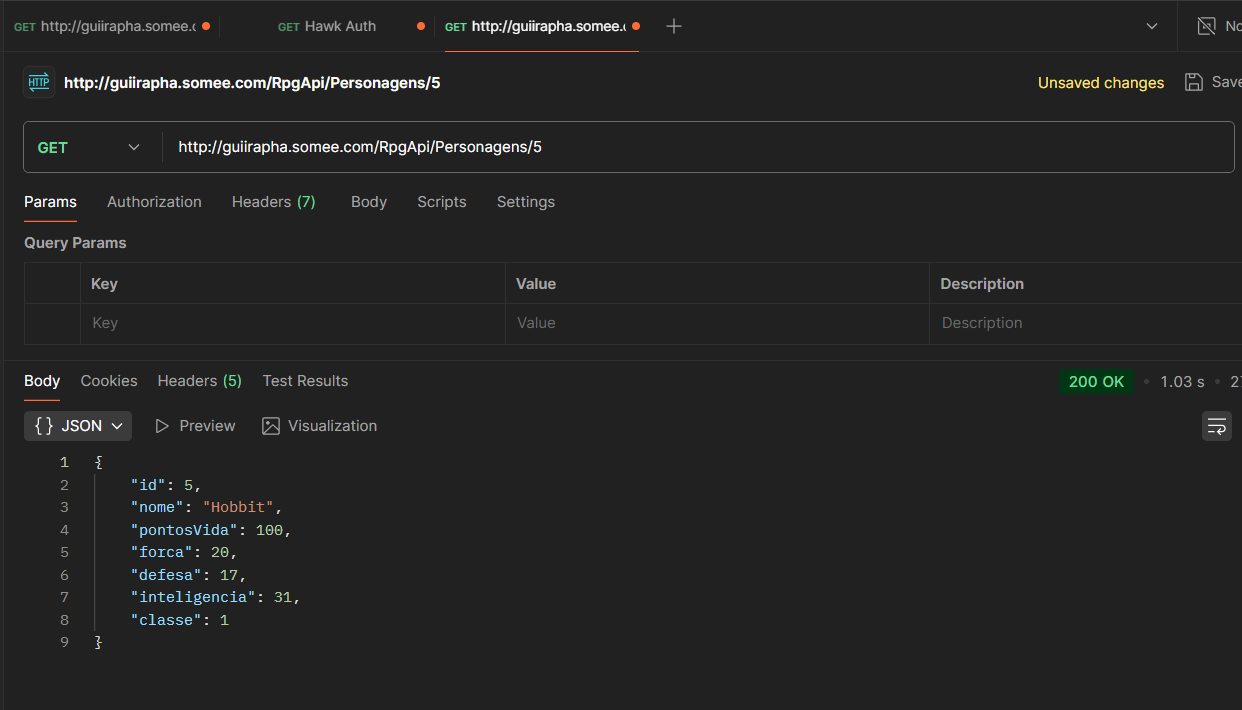 GET http://guiirapha.somee.c GET Hawk Auth GET http://guiirapha.somee. No
HTTP http://guiirapha.somee.com/RpgApi/Personagens/5 Unsaved changes Save
GET http://guiirapha.somee.com/RpgApi/Personagens/5
Params Authorization Headers (7) Body Scripts Settings
Query Params
Key Value Description
Key Value Description
Body Cookies Headers (5) Test Results 200 OK • 1.03 s • 27
{ } JSON Preview Visualization
1 {
2 "id": 5,
3 "nome": "Hobbit",
4 "pontosVida": 100,
5 "forca": 20,
6 "defesa": 17,
7 "inteligencia": 31,
8 "classe": 1
9 }